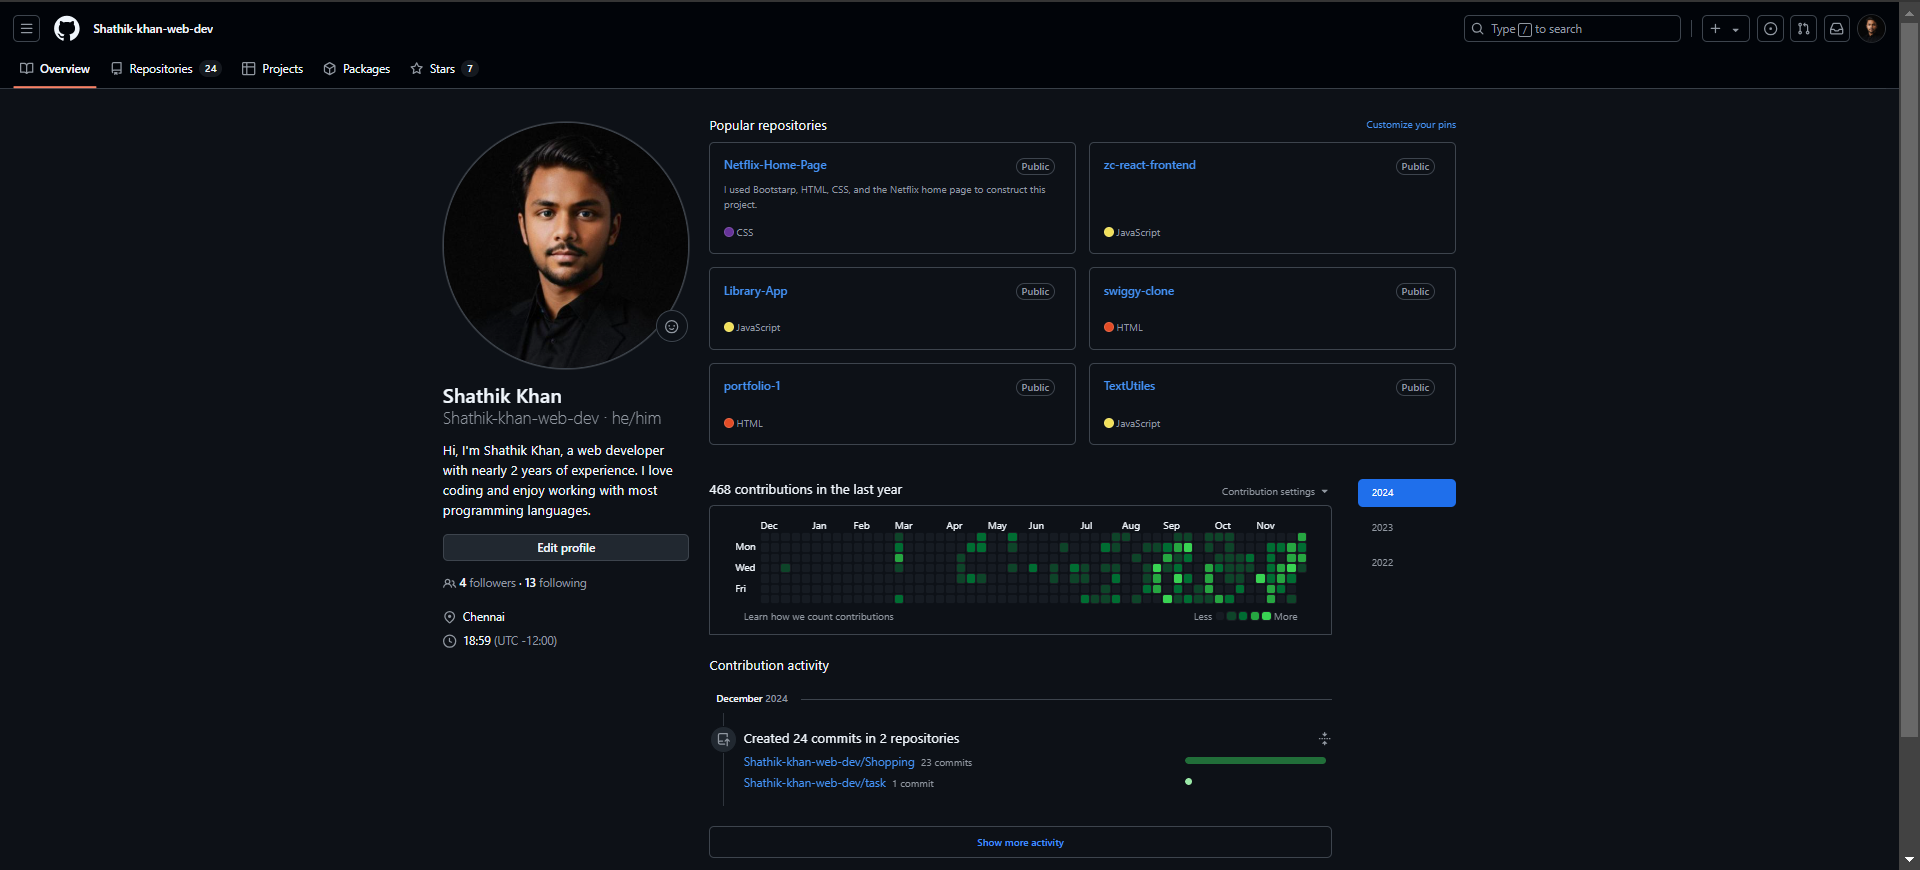 Shathik-khan-web-dev
Type / to search
Overview Repositories 24 Projects Packages Stars 7
Popular repositories
Customize your pins
Netflix-Home-Page Public
I used Bootstarp, HTML, CSS, and the Netflix home page to construct this
project.
CSS
zc-react-frontend Public
JavaScript
Library-App Public
JavaScript
swiggy-clone Public
HTML
portfolio-1 Public
HTML
TextUtiles Public
JavaScript
Shathik Khan
Shathik-khan-web-dev · he/him
Hi, I'm Shathik Khan, a web developer
with nearly 2 years of experience. I love
coding and enjoy working with most
programming languages.
Edit profile
4 followers · 13 following
Chennai
18:59 (UTC -12:00)
468 contributions in the last year
Contribution settings
2024
2023
2022
Dec Jan Feb Mar Apr May Jun Jul Aug Sep Oct Nov
Mon
Wed
Fri
Learn how we count contributions
Less More
Contribution activity
December 2024
Created 24 commits in 2 repositories
Shathik-khan-web-dev/Shopping 23 commits
Shathik-khan-web-dev/task 1 commit
Show more activity